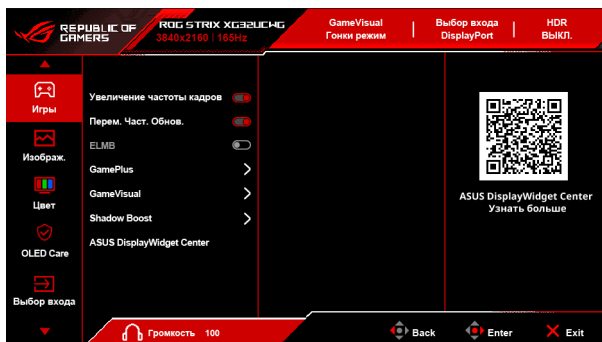 REPUBLIC OF
GAMERS
ROG STRIX XG32UCWG
3840x2160 | 165Hz
GameVisual
Гонки режим
Выбор входа
DisplayPort
HDR
ВЫКЛ.
Игры
Изображ.
Цвет
OLED Care
Выбор входа
Увеличение частоты кадров
Перем. Част. Обнов.
ELMB
GamePlus
GameVisual
Shadow Boost
ASUS DisplayWidget Center
ASUS DisplayWidget Center
Узнать больше
Громкость 100
Back
Enter
Exit